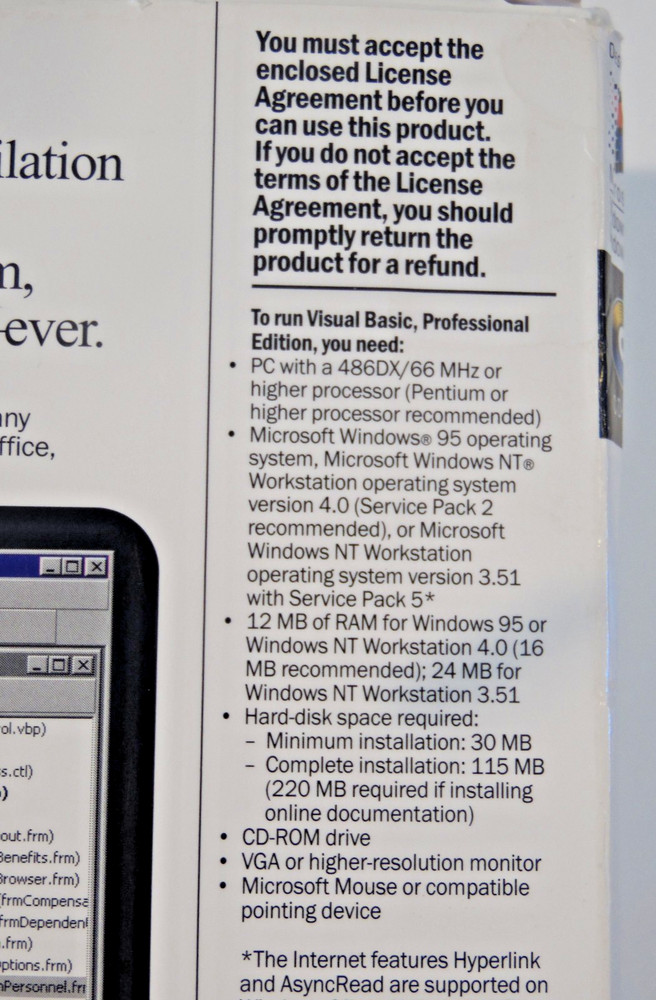 ilation
m,
-ever.
any
ffice,
ol.vbp)
s.ctl)
out.frm)
Benefits.frm)
Browser.frm)
(frmCompensa
frmDependent
.frm)
ptions.frm)
nPersonnel.frm
You must accept the
enclosed License
Agreement before you
can use this product.
If you do not accept the
terms of the License
Agreement, you should
promptly return the
product for a refund.
To run Visual Basic, Professional
Edition, you need:
• PC with a 486DX/66 MHz or
higher processor (Pentium or
higher processor recommended)
• Microsoft Windows® 95 operating
system, Microsoft Windows NT®
Workstation operating system
version 4.0 (Service Pack 2
recommended), or Microsoft
Windows NT Workstation
operating system version 3.51
with Service Pack 5*
• 12 MB of RAM for Windows 95 or
Windows NT Workstation 4.0 (16
MB recommended); 24 MB for
Windows NT Workstation 3.51
• Hard-disk space required:
– Minimum installation: 30 MB
– Complete installation: 115 MB
(220 MB required if installing
online documentation)
• CD-ROM drive
• VGA or higher-resolution monitor
• Microsoft Mouse or compatible
pointing device
*The Internet features Hyperlink
and AsyncRead are supported on